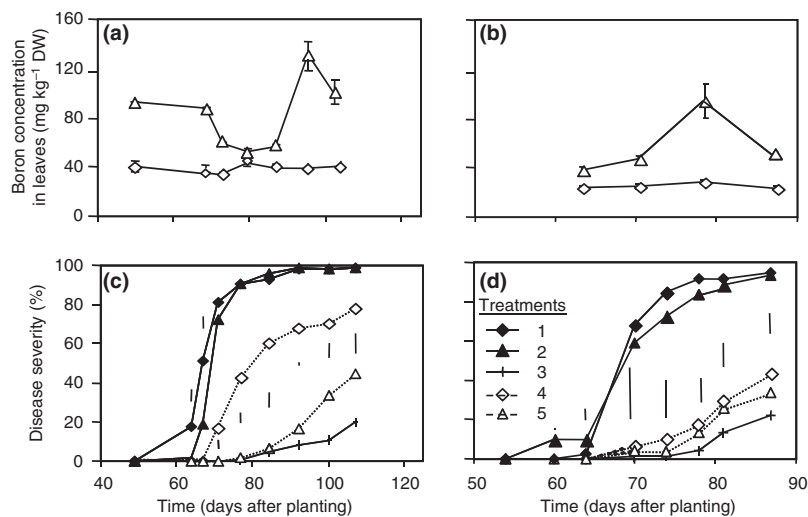 160
120
80
40
0
Boron concentration
in leaves (mg kg⁻¹ DW)
(a)
(b)
100
80
60
40
20
0
Disease severity (%)
(c)
(d)
Treatments
1
2
3
4
5
40 60 80 100 120
Time (days after planting)
50 60 70 80 90
Time (days after planting)